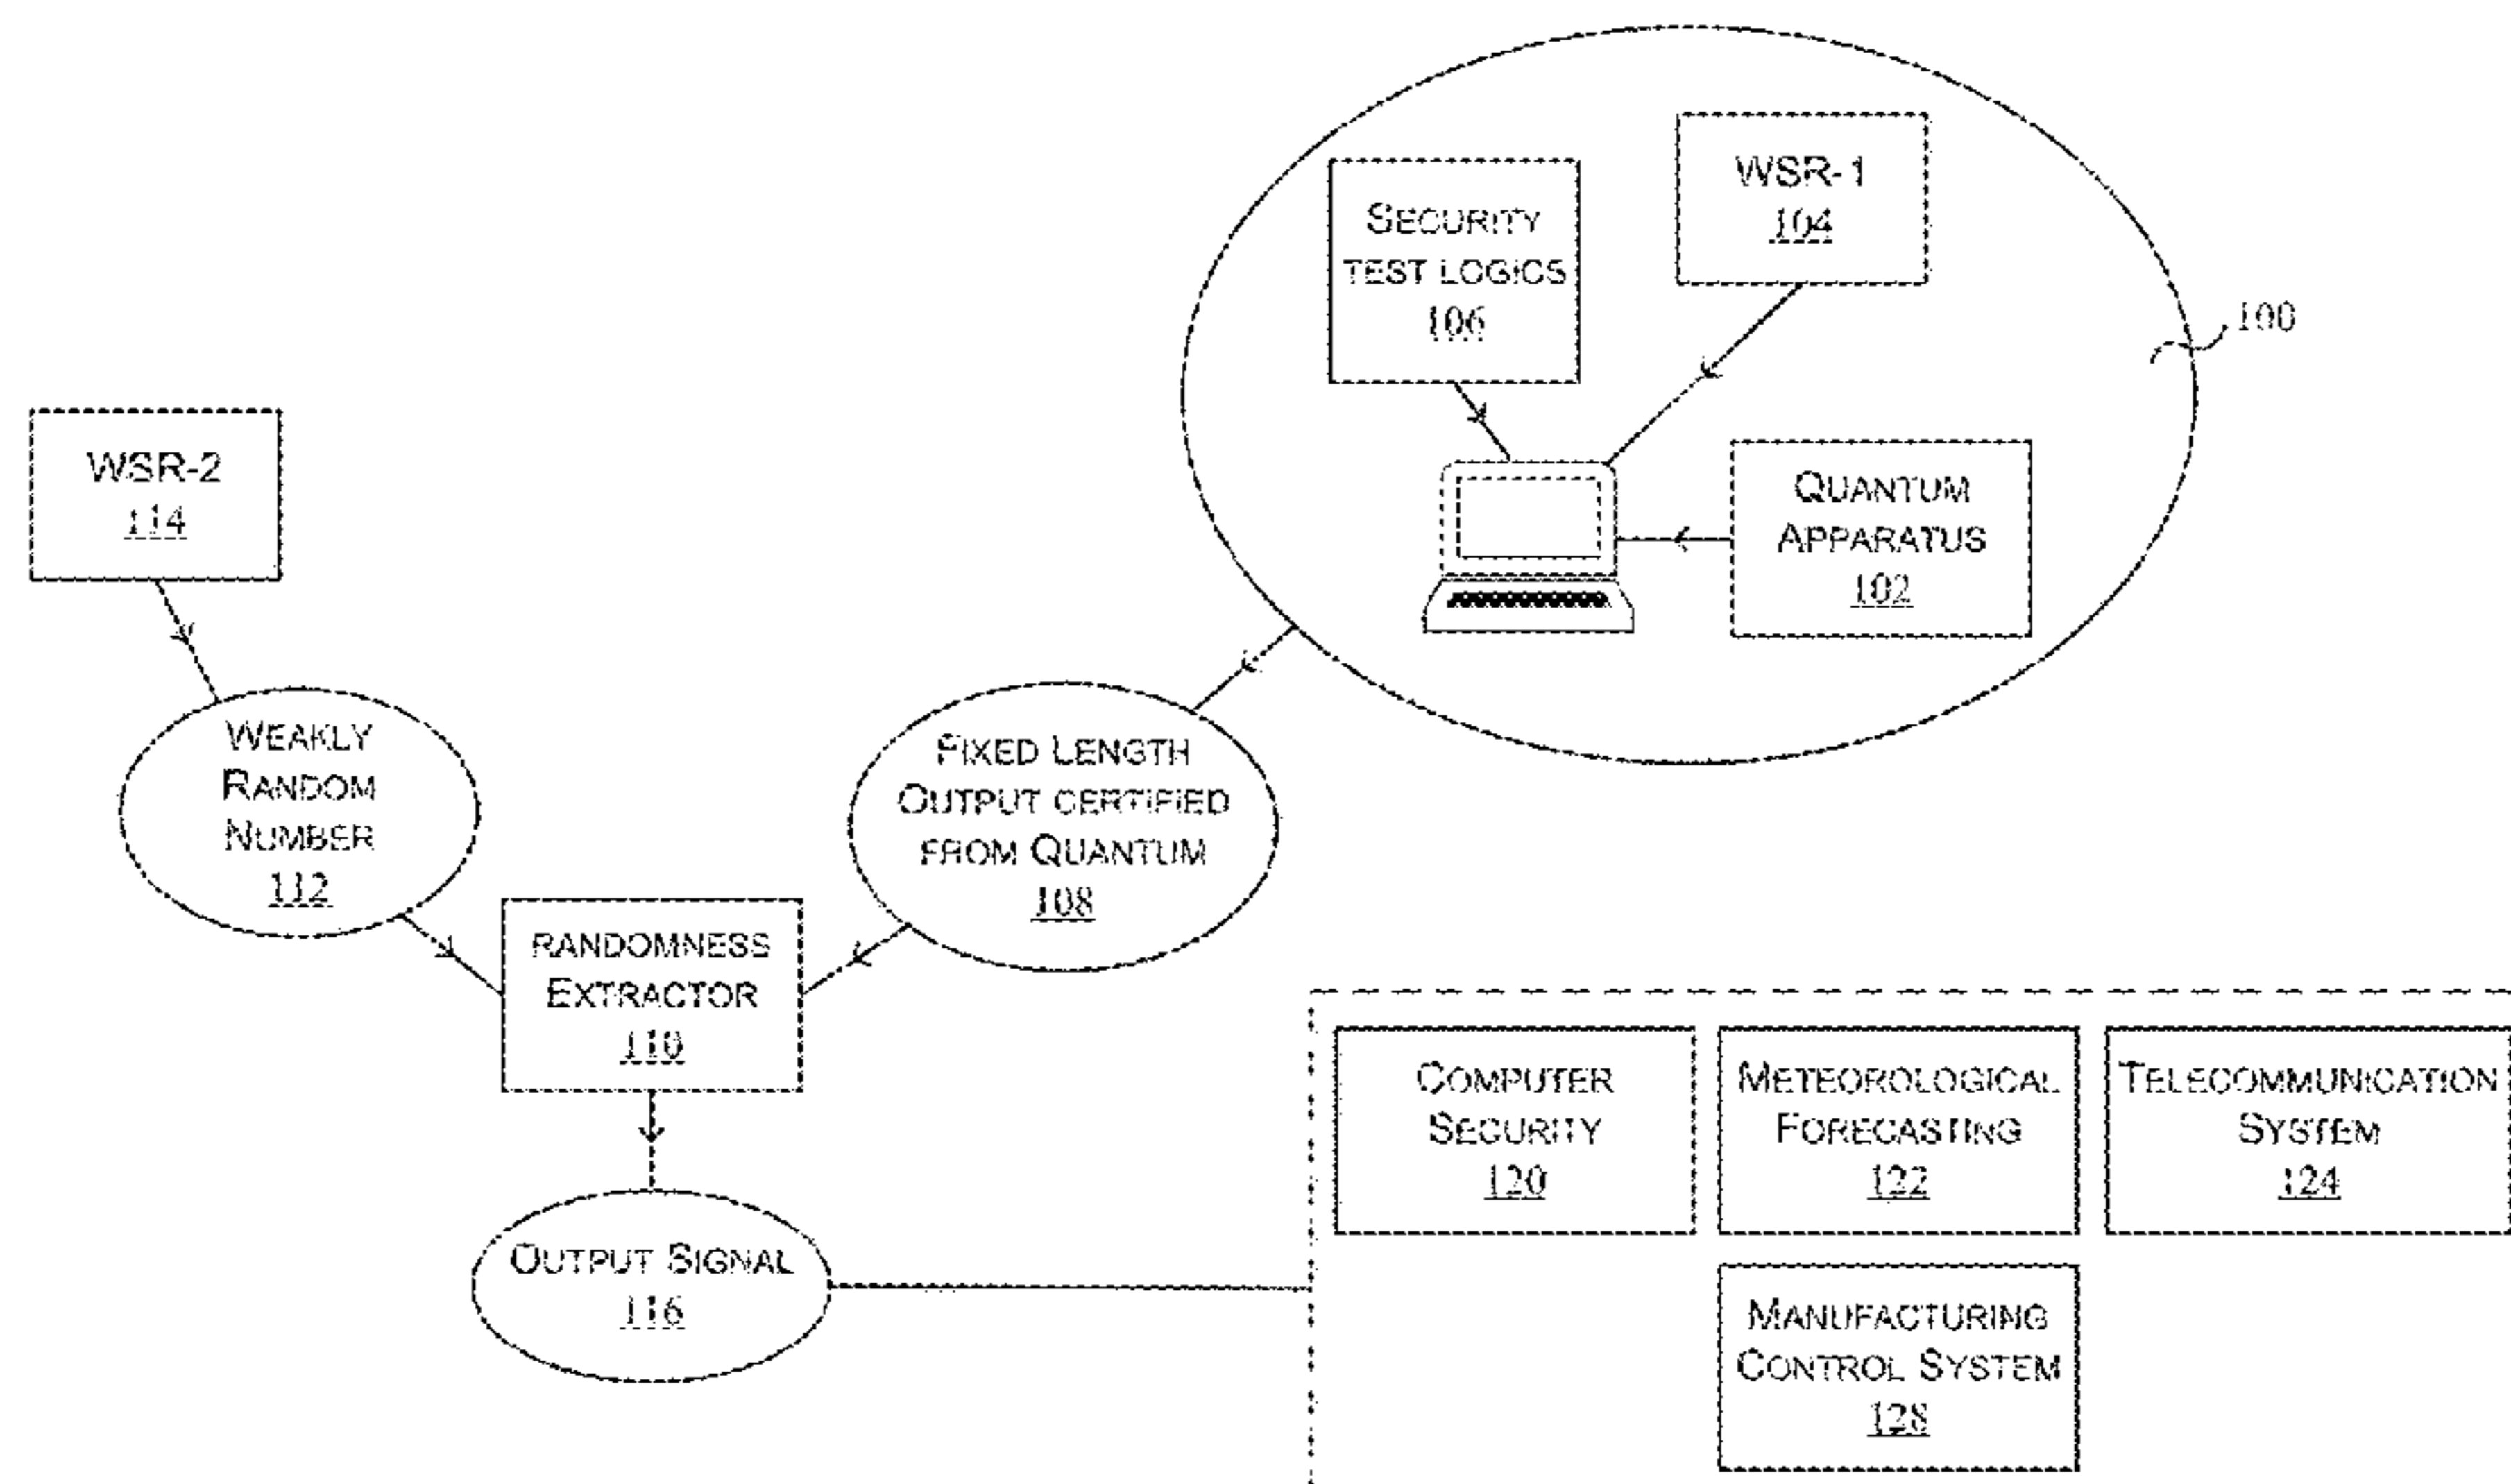 WSR-1
104
SECURITY
TEST LOGICS
106
100
QUANTUM
APPARATUS
102
WSR-2
114
WEAKLY
RANDOM
NUMBER
112
FIXED LENGTH
OUTPUT CERTIFIED
FROM QUANTUM
108
RANDOMNESS
EXTRACTOR
110
OUTPUT SIGNAL
116
COMPUTER
SECURITY
120
METEOROLOGICAL
FORECASTING
122
TELECOMMUNICATION
SYSTEM
124
MANUFACTURING
CONTROL SYSTEM
128